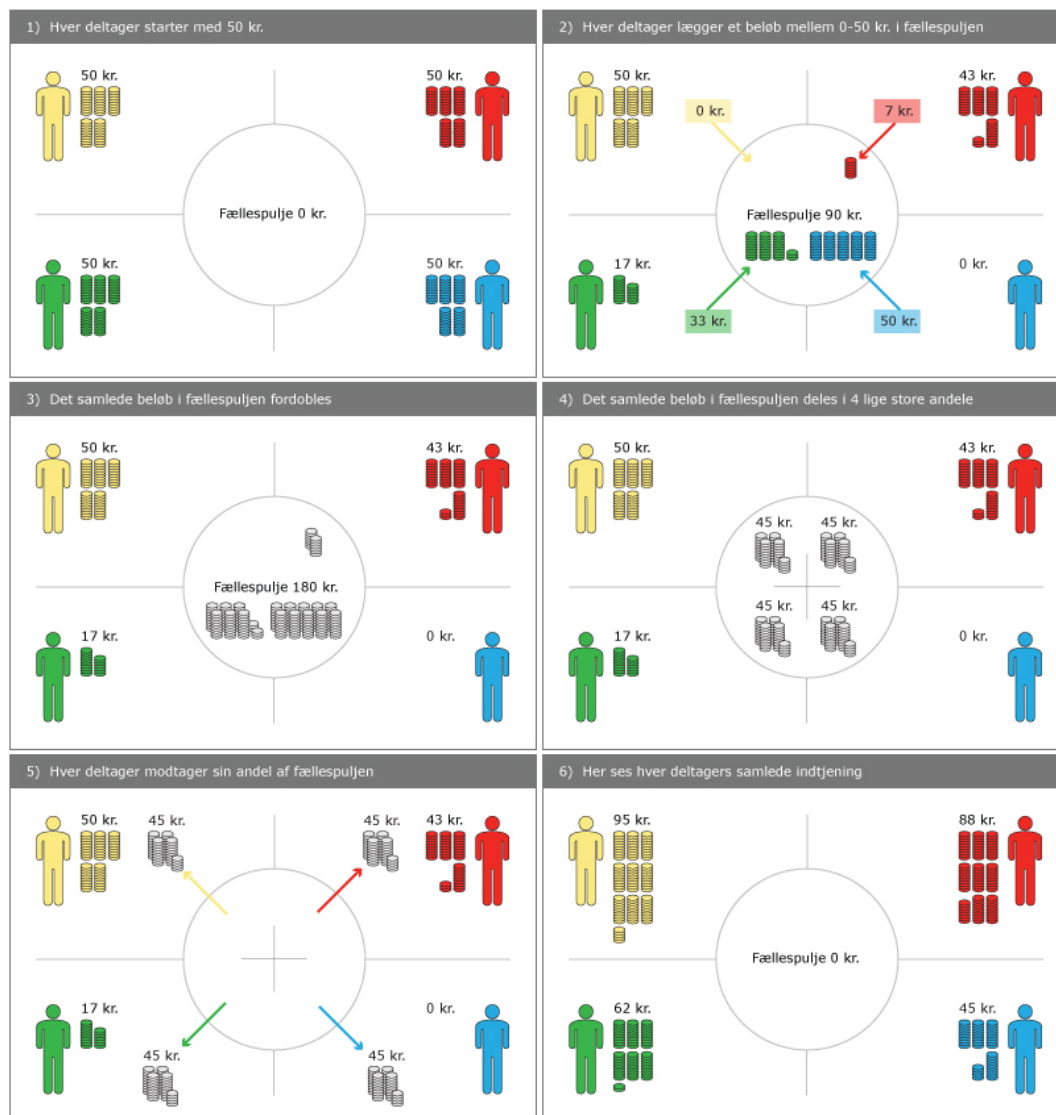 1) Hver deltager starter med 50 kr.
50 kr.
50 kr.
Fællespulje 0 kr.
50 kr.
50 kr.
2) Hver deltager lægger et beløb mellem 0-50 kr. i fællespuljen
50 kr.
43 kr.
0 kr.
7 kr.
Fællespulje 90 kr.
17 kr.
0 kr.
33 kr.
50 kr.
3) Det samlede beløb i fællespuljen fordobles
50 kr.
43 kr.
Fællespulje 180 kr.
17 kr.
0 kr.
4) Det samlede beløb i fællespuljen deles i 4 lige store andele
50 kr.
43 kr.
45 kr.
45 kr.
45 kr.
45 kr.
17 kr.
0 kr.
5) Hver deltager modtager sin andel af fællespuljen
50 kr.
45 kr.
45 kr.
43 kr.
17 kr.
0 kr.
45 kr.
45 kr.
6) Her ses hver deltagers samlede indtjening
95 kr.
88 kr.
Fællespulje 0 kr.
62 kr.
45 kr.